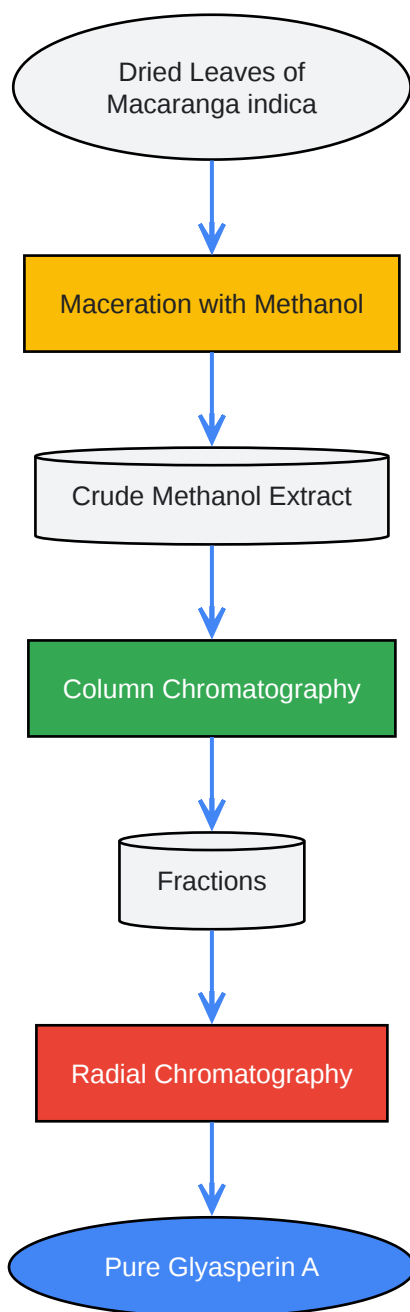 Dried Leaves of
Macaranga indica
Maceration with Methanol
Crude Methanol Extract
Column Chromatography
Fractions
Radial Chromatography
Pure Glyasperin A